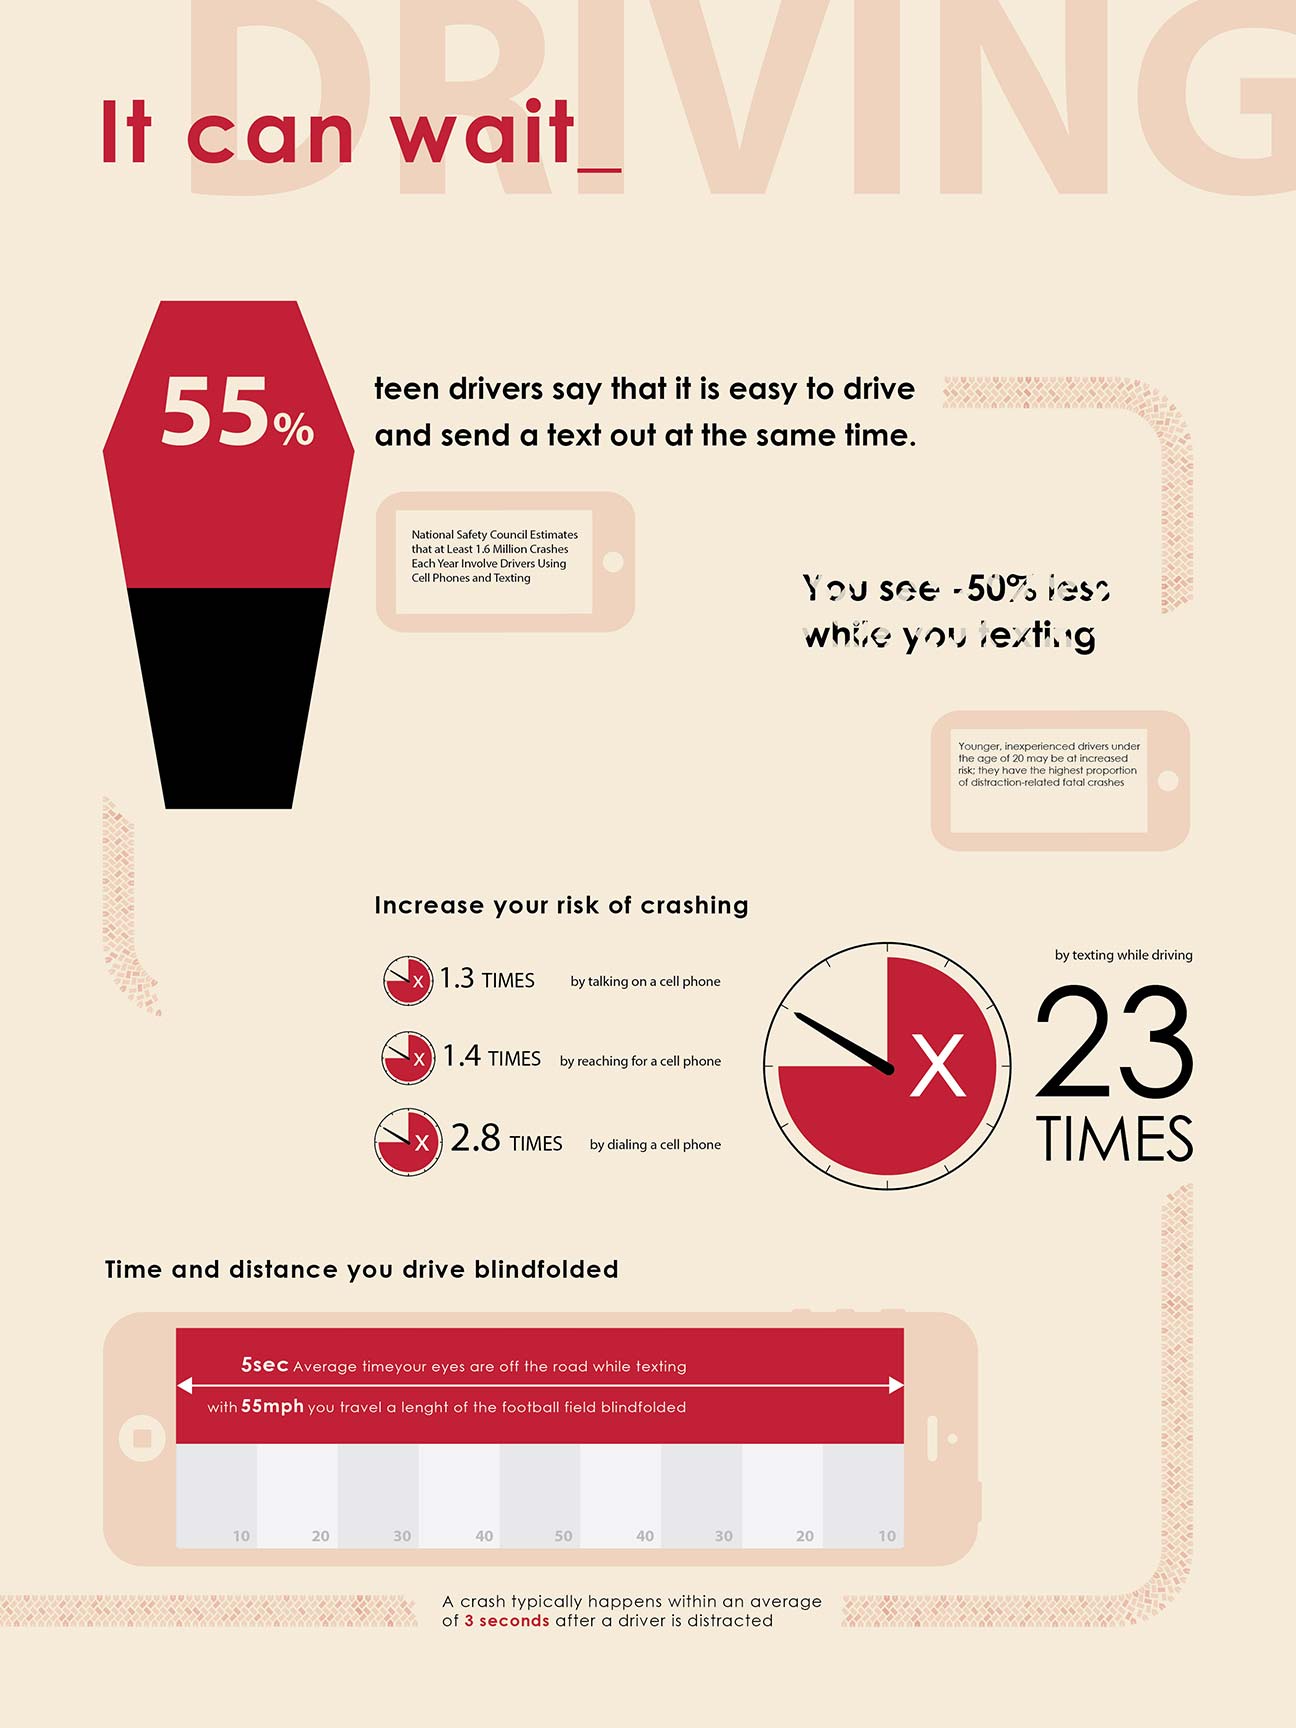 DRIVING
It can wait_
55%
teen drivers say that it is easy to drive
and send a text out at the same time.
National Safety Council Estimates
that at Least 1.6 Million Crashes
Each Year Involve Drivers Using
Cell Phones and Texting
You see -50% less
while you texting
Younger, inexperienced drivers under
the age of 20 may be at increased
risk; they have the highest proportion
of distraction-related fatal crashes
Increase your risk of crashing
X 1.3 TIMES by talking on a cell phone
X 1.4 TIMES by reaching for a cell phone
X 2.8 TIMES by dialing a cell phone
by texting while driving
X
23
TIMES
Time and distance you drive blindfolded
5sec Average timeyour eyes are off the road while texting
with 55mph you travel a lenght of the football field blindfolded
10 20 30 40 50 40 30 20 10
A crash typically happens within an average
of 3 seconds after a driver is distracted